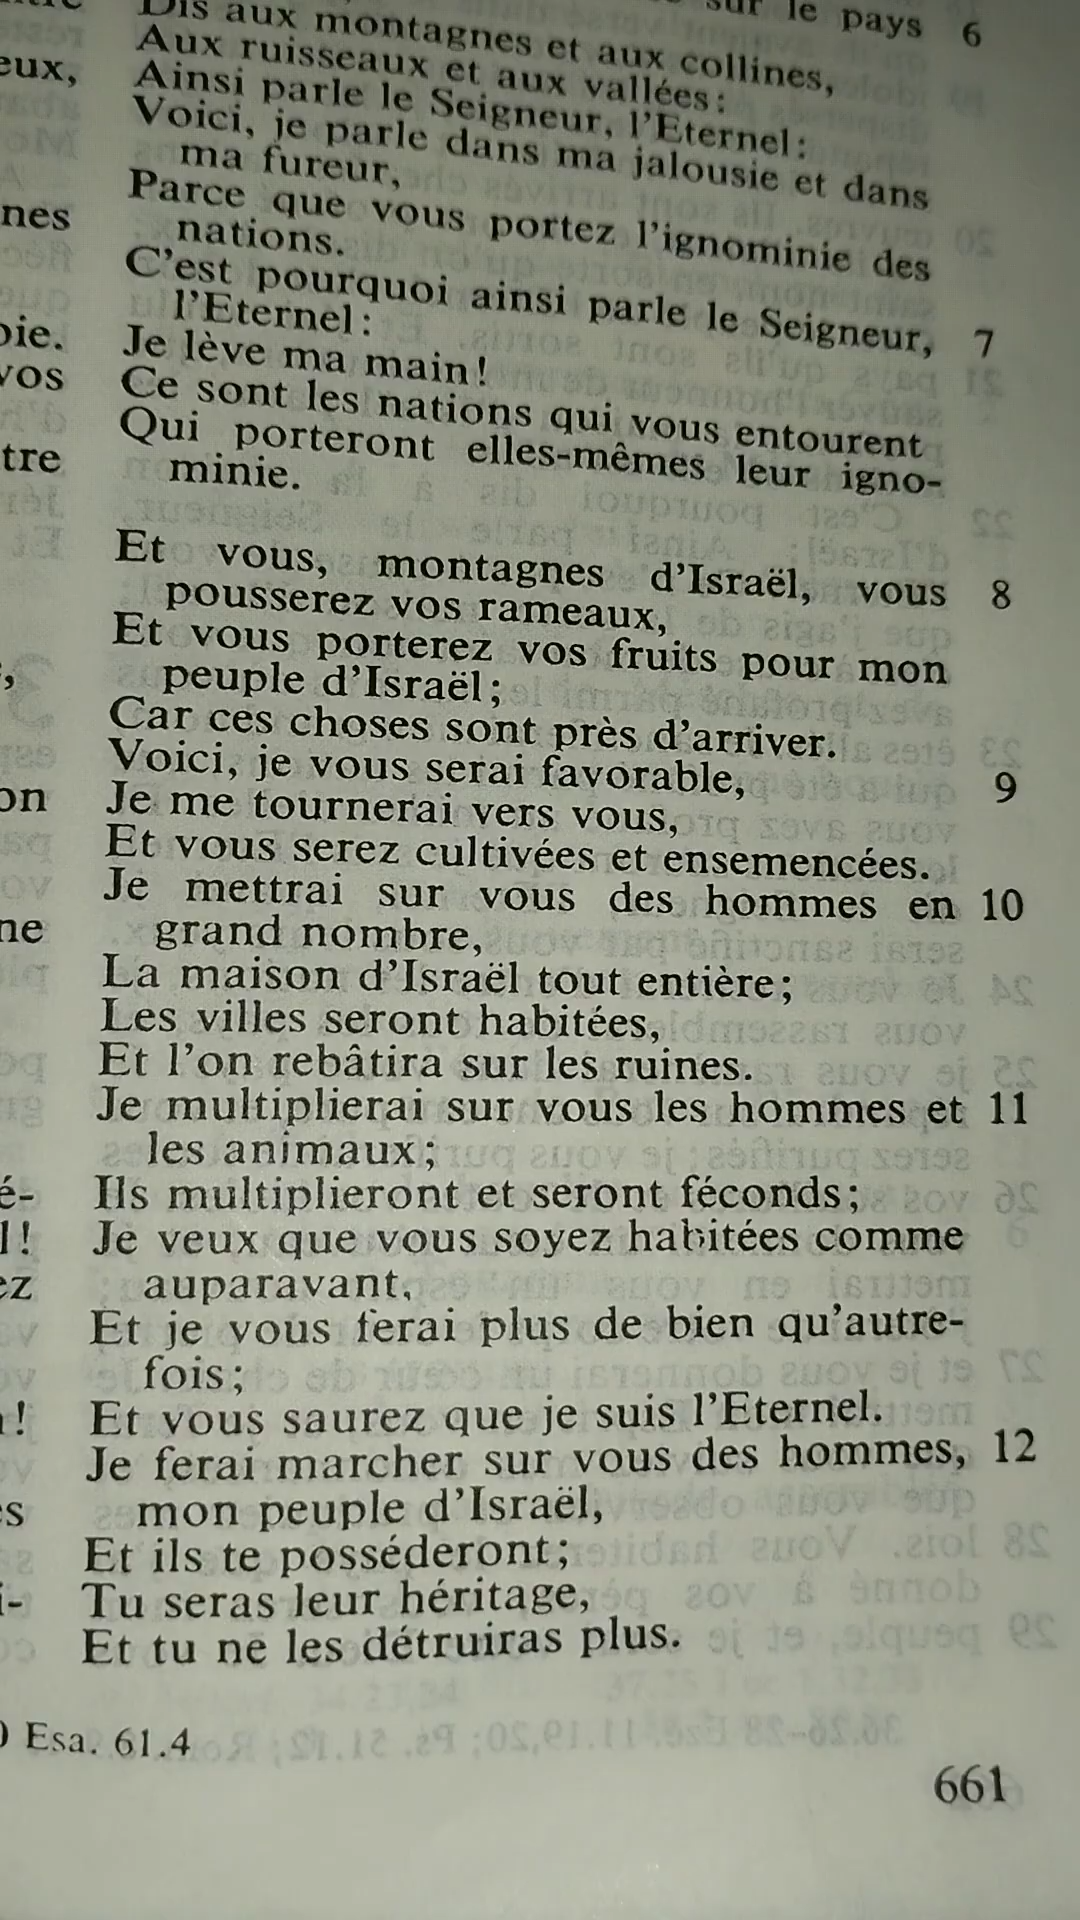 sur le pays 6
Dis aux montagnes et aux collines,
Aux ruisseaux et aux vallées:
Ainsi parle le Seigneur, l'Eternel:
Voici, je parle dans ma jalousie et dans
ma fureur,
Parce que vous portez l'ignominie des
nations.
C'est pourquoi ainsi parle le Seigneur, 7
l'Eternel:
Je lève ma main!
Ce sont les nations qui vous entourent
Qui porteront elles-mêmes leur igno-
minie.
Et vous, montagnes d'Israël, vous 8
pousserez vos rameaux,
Et vous porterez vos fruits pour mon
peuple d'Israël;
Car ces choses sont près d'arriver.
Voici, je vous serai favorable, 9
Je me tournerai vers vous,
Et vous serez cultivées et ensemencées.
Je mettrai sur vous des hommes en 10
grand nombre,
La maison d'Israël tout entière;
Les villes seront habitées,
Et l'on rebâtira sur les ruines.
Je multiplierai sur vous les hommes et 11
les animaux;
Ils multiplieront et seront féconds;
Je veux que vous soyez habitées comme
auparavant,
Et je vous ferai plus de bien qu'autre-
fois;
Et vous saurez que je suis l'Eternel.
Je ferai marcher sur vous des hommes, 12
mon peuple d'Israël,
Et ils te posséderont;
Tu seras leur héritage,
Et tu ne les détruiras plus.
Esa. 61.4
661